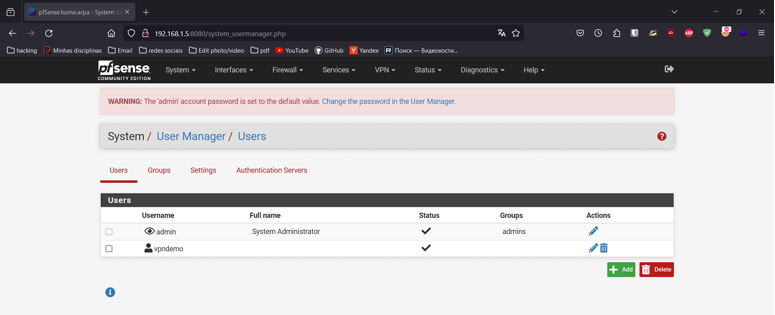 pfSense.home.arpa - System: U
192.168.1.5:8080/system_usermanager.php
hacking Minhas disciplinas Email redes sociais Edit photo/video pdf YouTube GitHub Yandex Поиск — Видеохости...
pfsense
COMMUNITY EDITION
System Interfaces Firewall Services VPN Status Diagnostics Help
WARNING: The 'admin' account password is set to the default value. Change the password in the User Manager.
System / User Manager / Users
Users Groups Settings Authentication Servers
Users
Username Full name Status Groups Actions
admin System Administrator admins
vpndemo
Add Delete